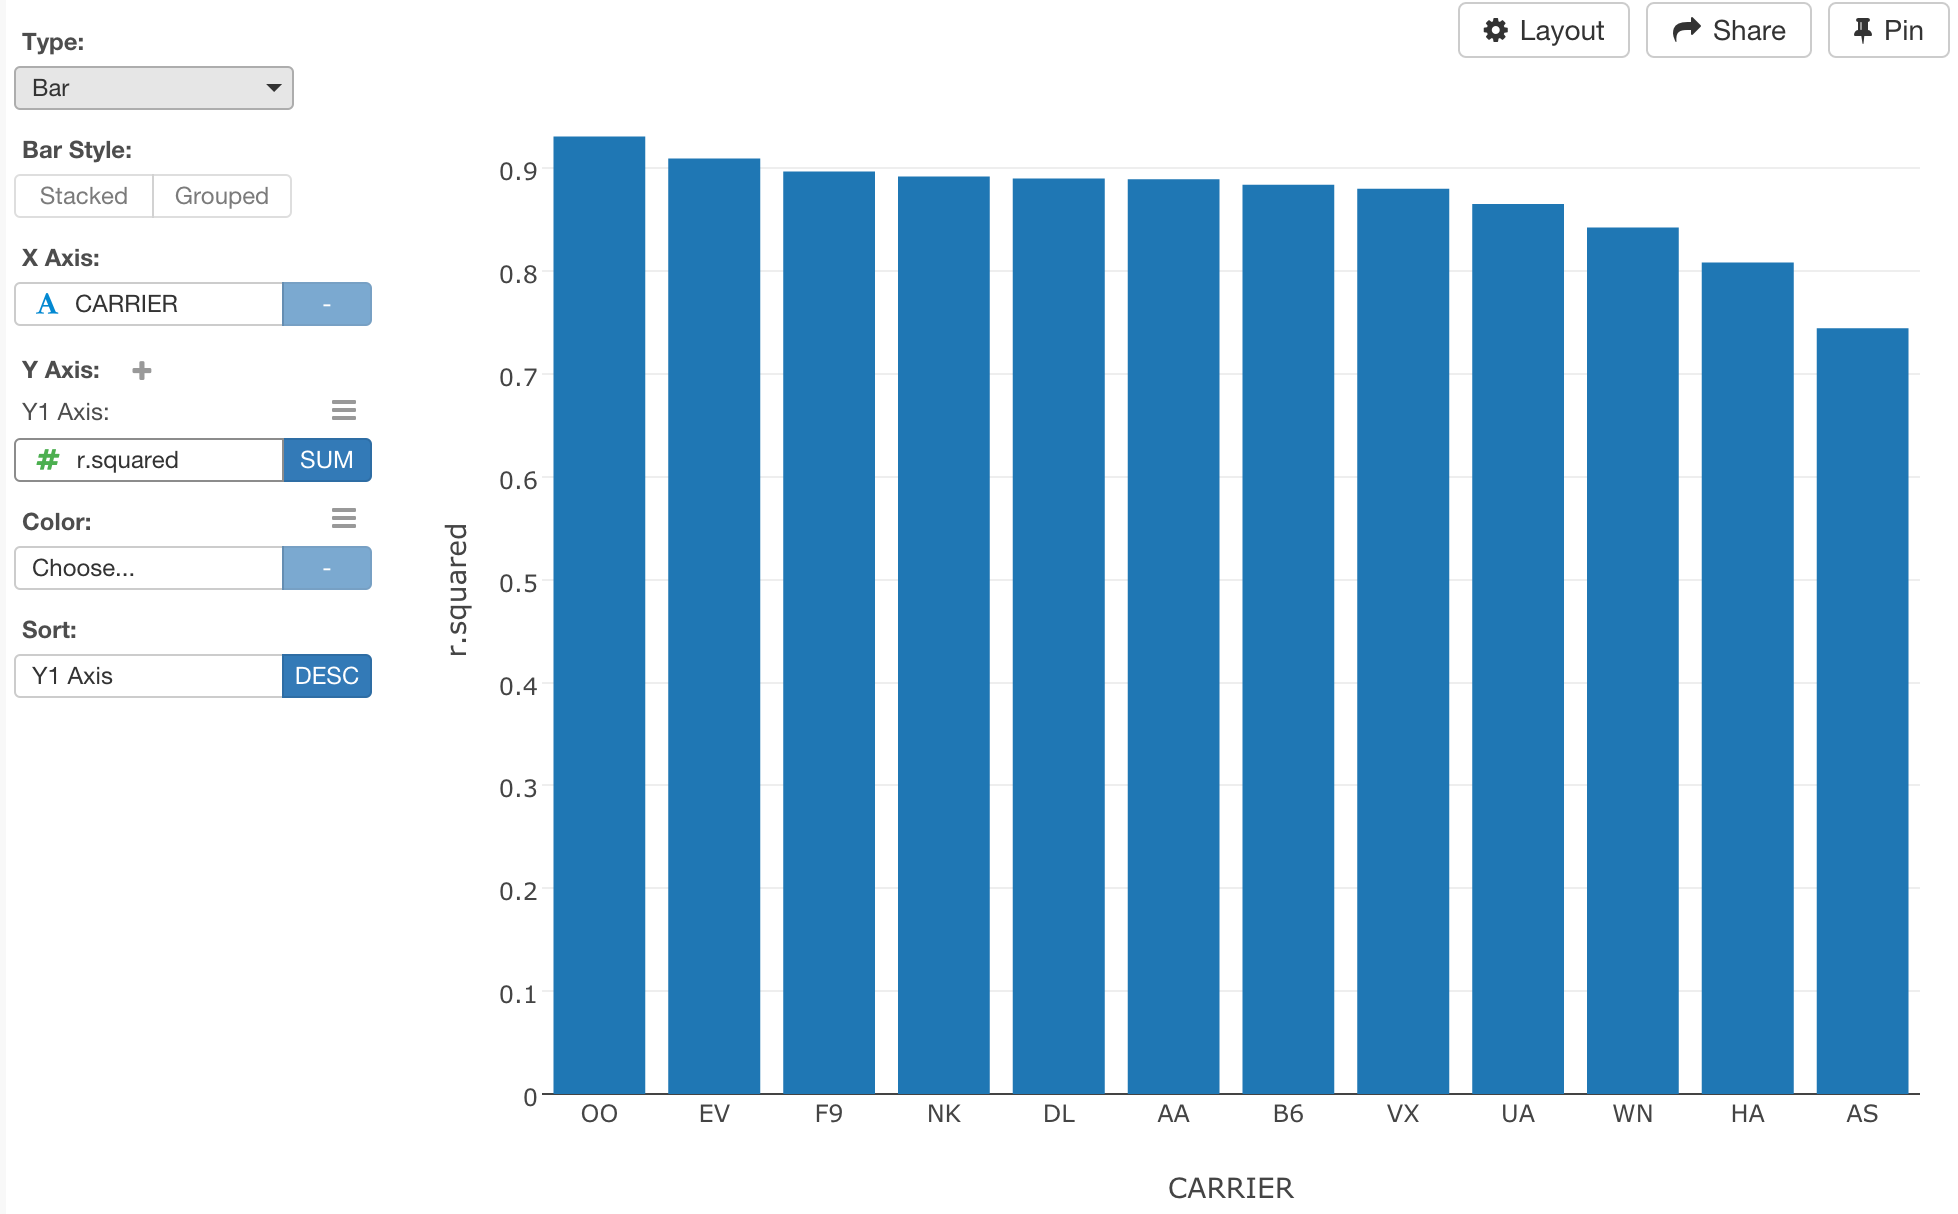 Type:
Bar
Bar Style:
Stacked Grouped
X Axis:
A CARRIER -
Y Axis: +
Y1 Axis:
# r.squared SUM
Color:
Choose... -
Sort:
Y1 Axis DESC
Layout Share Pin
0.9
0.8
0.7
0.6
0.5
0.4
0.3
0.2
0.1
0
r.squared
OO EV F9 NK DL AA B6 VX UA WN HA AS
CARRIER